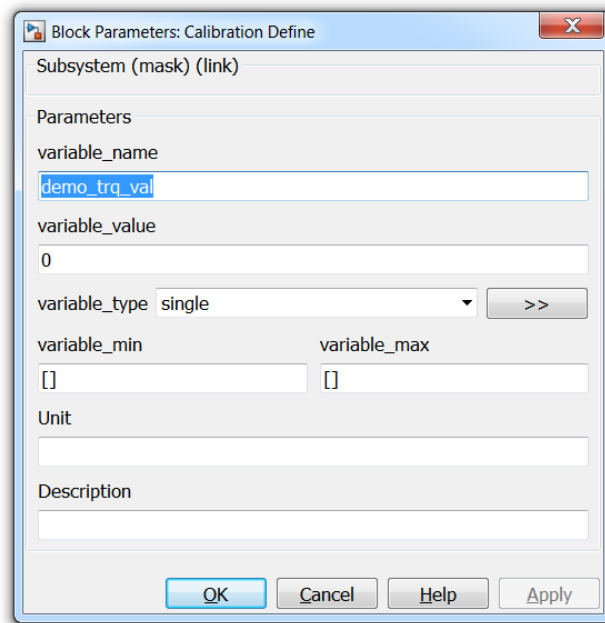 Block Parameters: Calibration Define
X
Subsystem (mask) (link)
Parameters
variable_name
demo_trq_val
variable_value
0
variable_type single >>
variable_min variable_max
[] []
Unit
Description
OK Cancel Help Apply